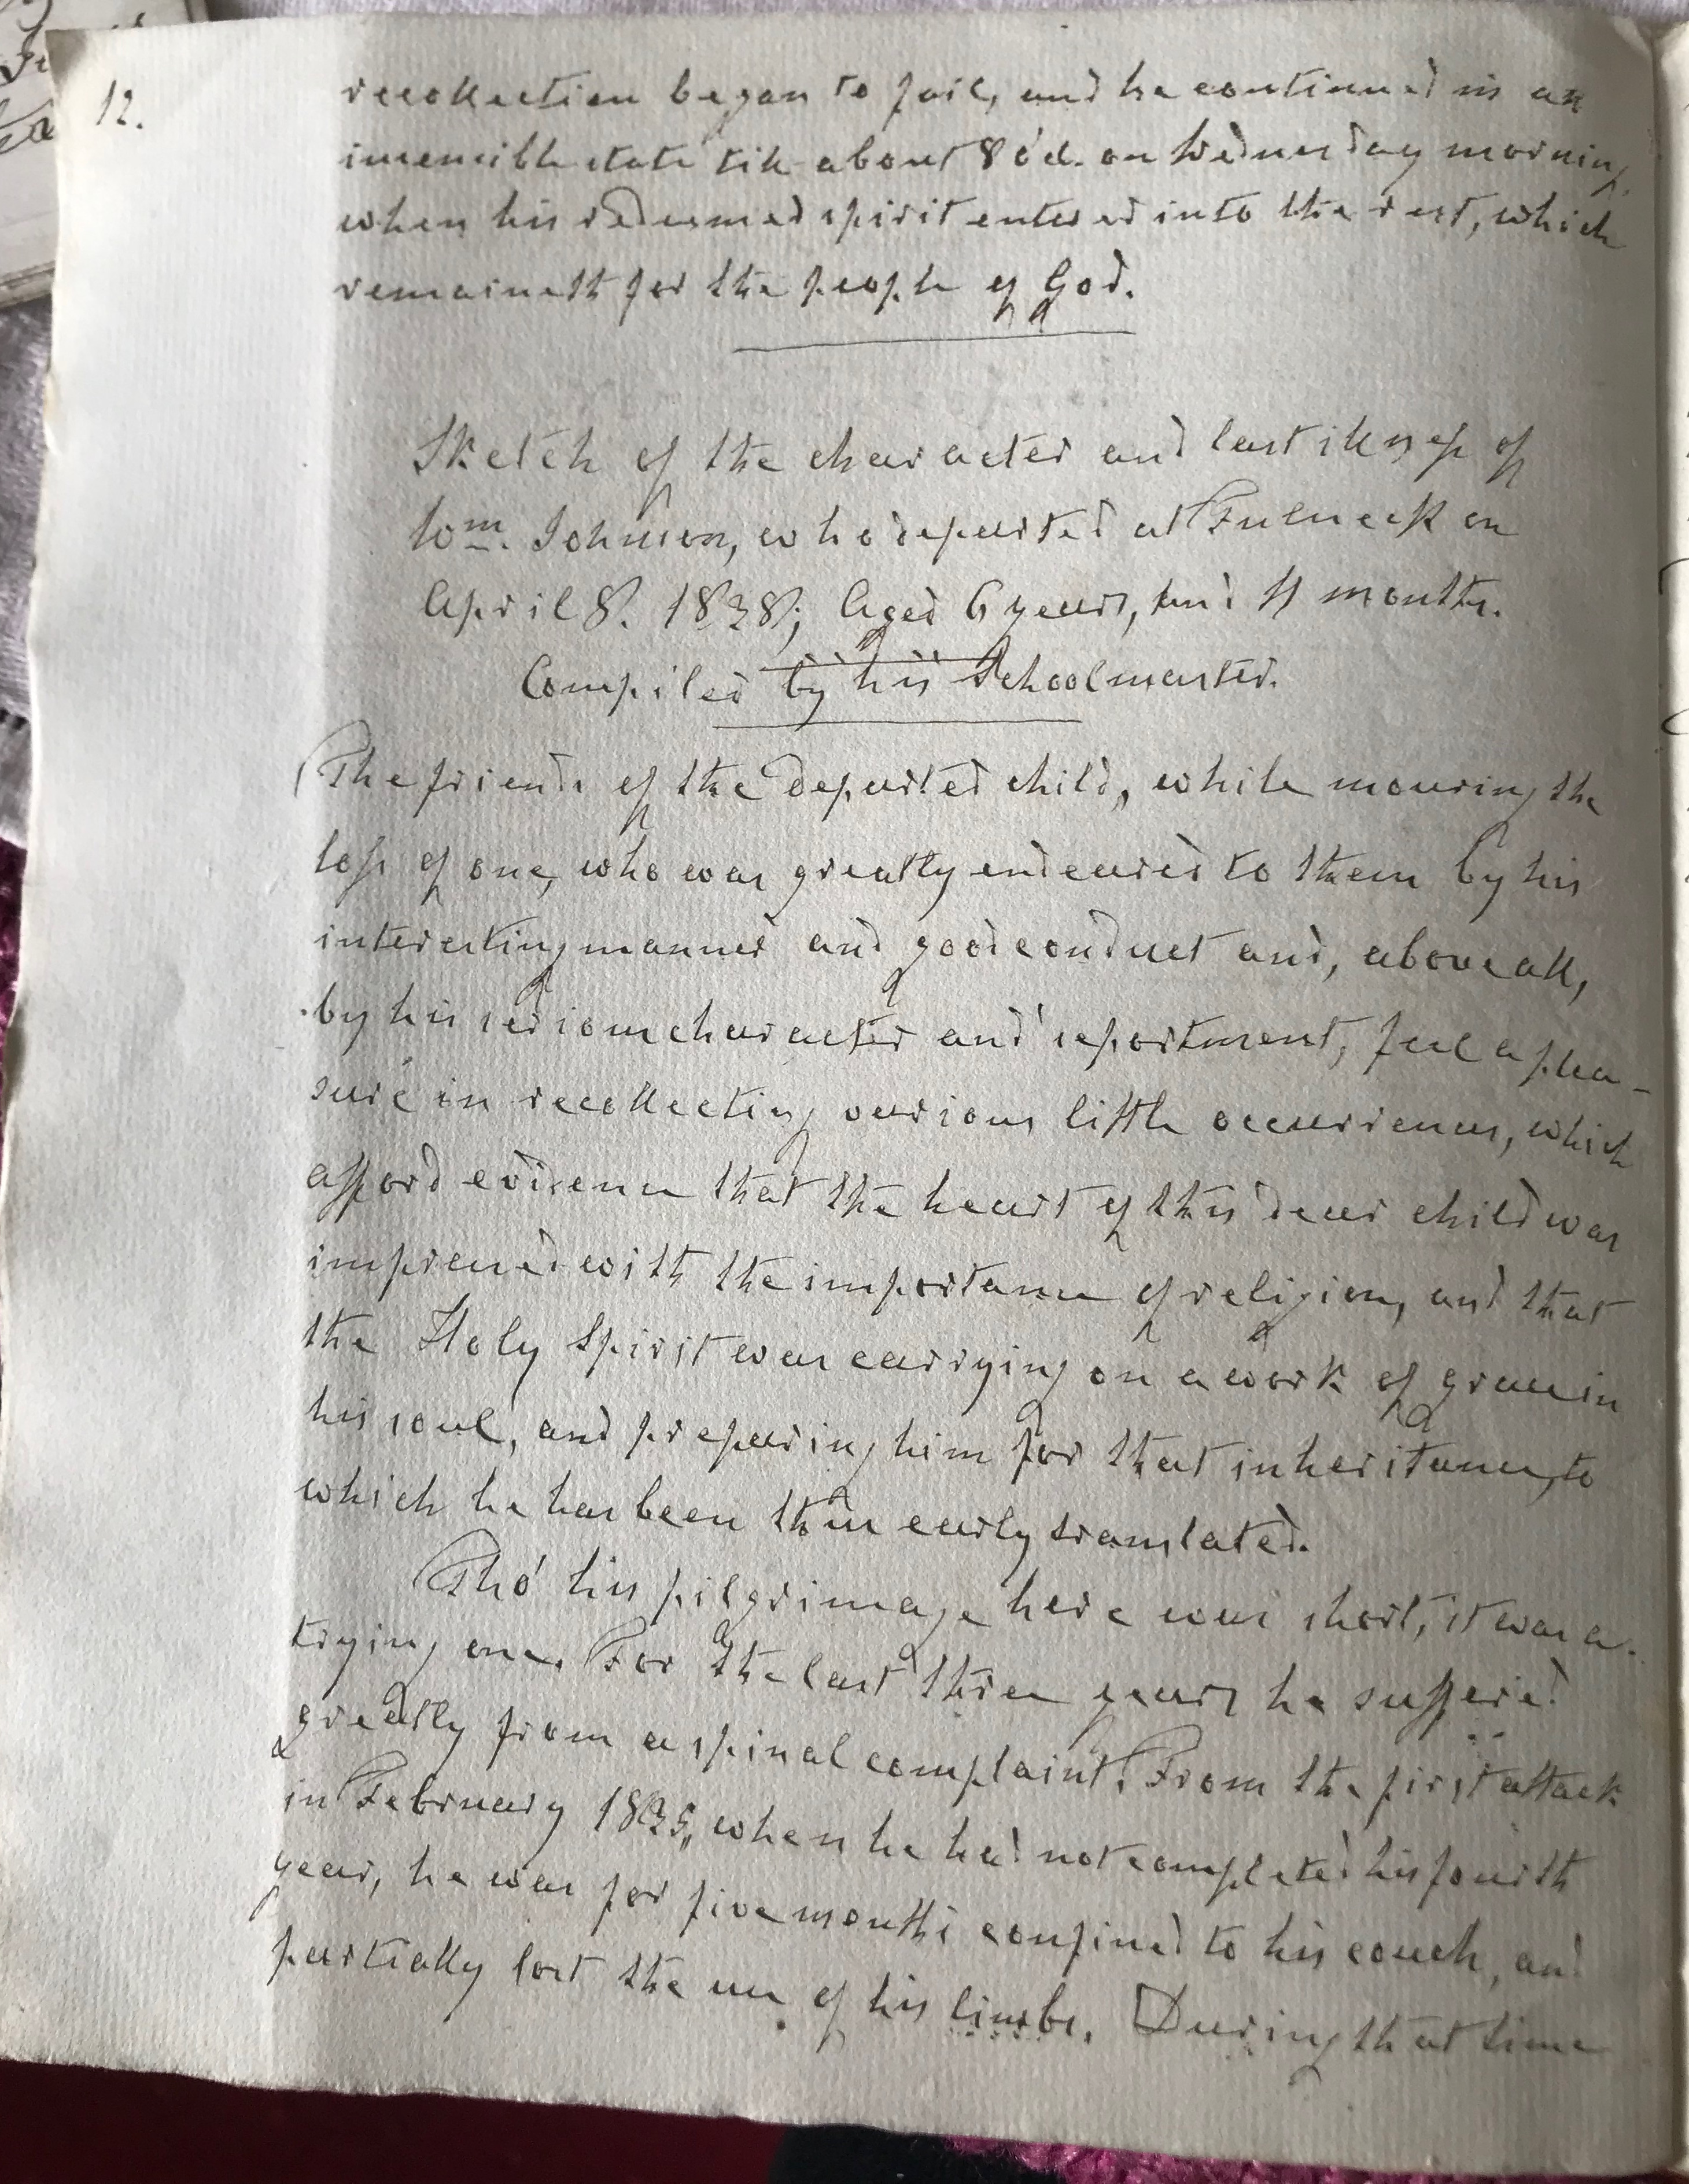 12.
recollection began to fail, and he continued in an
insensible state till about 8 o'cl. on Wednesday morning,
when his redeemed spirit entered into the rest, which
remaineth for the people of God.
Sketch of the character and last illness of
Wm. Johnson, who departed at Fulneck on
April 8. 1838; Aged 6 years, and 11 months.
Compiled by his Schoolmaster.
The friends of the departed child, while mouring the
loss of one, who was greatly endeared to them by his
interesting manner and good conduct and, above all,
by his serious character and deportment, feel a plea-
sure in recollecting various little occurrences, which
afford evidence that the heart of this dear child was
impressed with the importance of religion, and that
the Holy Spirit was carrying on a work of grace in
his soul, and preparing him for that inheritance, to
which he has been thus early translated.
Tho' his pilgrimage here was short, it was a
trying one. For the last three years he suffered
greatly from a spinal complaint. From the first attack
in February 1835, when he had not completed his fourth
year, he was for five months confined to his couch, and
partially lost the use of his limbs. During that time